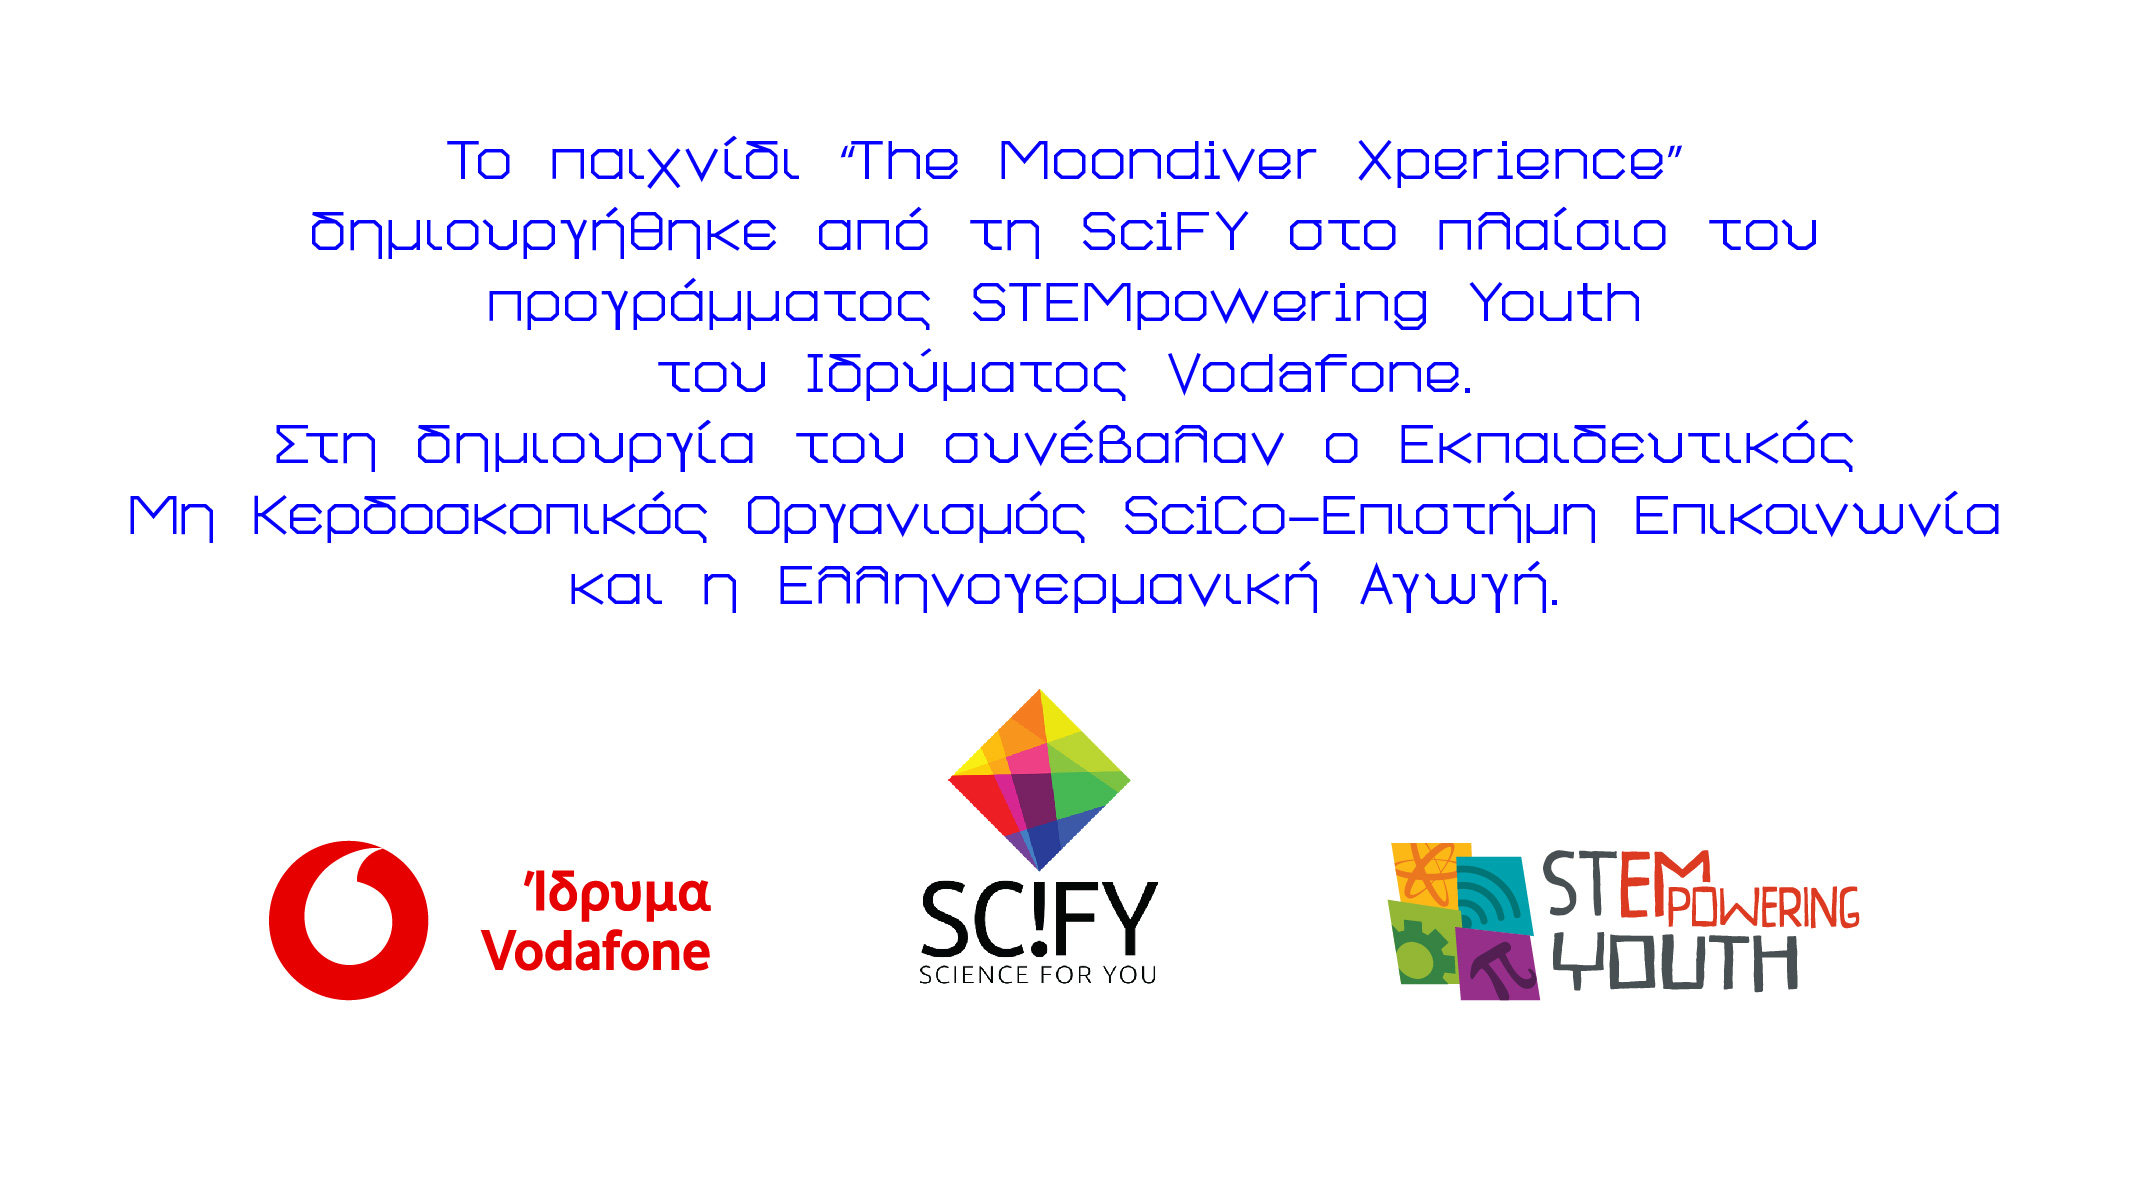 Το παιχνίδι “The Moondiver Xperience”
δημιουργήθηκε από τη SciFY στο πλαίσιο του
προγράμματος STEMpowering Youth
του Ιδρύματος Vodafone.
Στη δημιουργία του συνέβαλαν ο Εκπαιδευτικός
Μη Κερδοσκοπικός Οργανισμός SciCo–Επιστήμη Επικοινωνία
και η Ελληνογερμανική Αγωγή.
Ίδρυμα
Vodafone
SC!FY
SCIENCE FOR YOU
STEM
POWERING
YOUTH